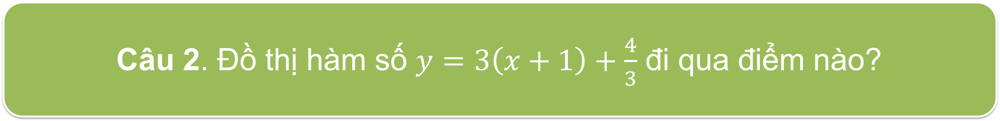 Câu 2. Đồ thị hàm số y = 3(x + 1) + 4/3 đi qua điểm nào?